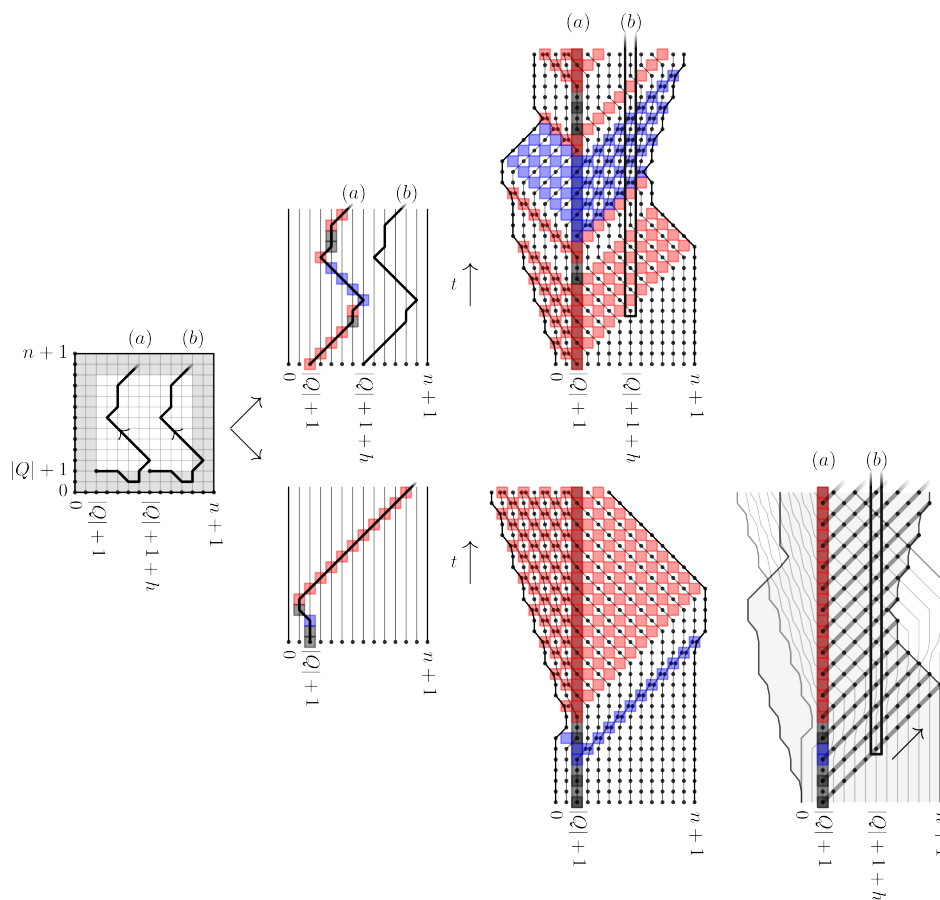 (a) (b)
(a) (b)
t
0 |Q| + 1 |Q| + 1 + h n + 1
t
0 |Q| + 1 |Q| + 1 + h n + 1
(a) (b)
n + 1
|Q| + 1
0
0 |Q| + 1 |Q| + 1 + h n + 1
(a) (b)
t
0 |Q| + 1 n + 1
0 |Q| + 1 n + 1
0 |Q| + 1 |Q| + 1 + h